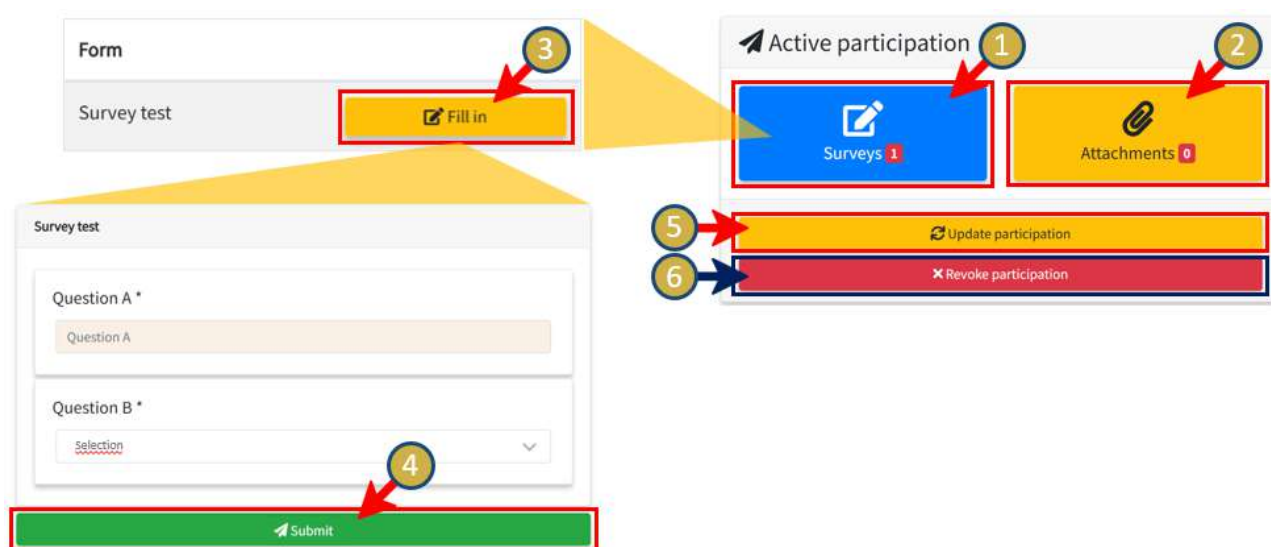 Form
3
Survey test
Fill in
Active participation
1
2
Surveys 1
Attachments 0
5
Update participation
6
Revoke participation
Survey test
Question A *
Question A
Question B *
Selection
4
Submit